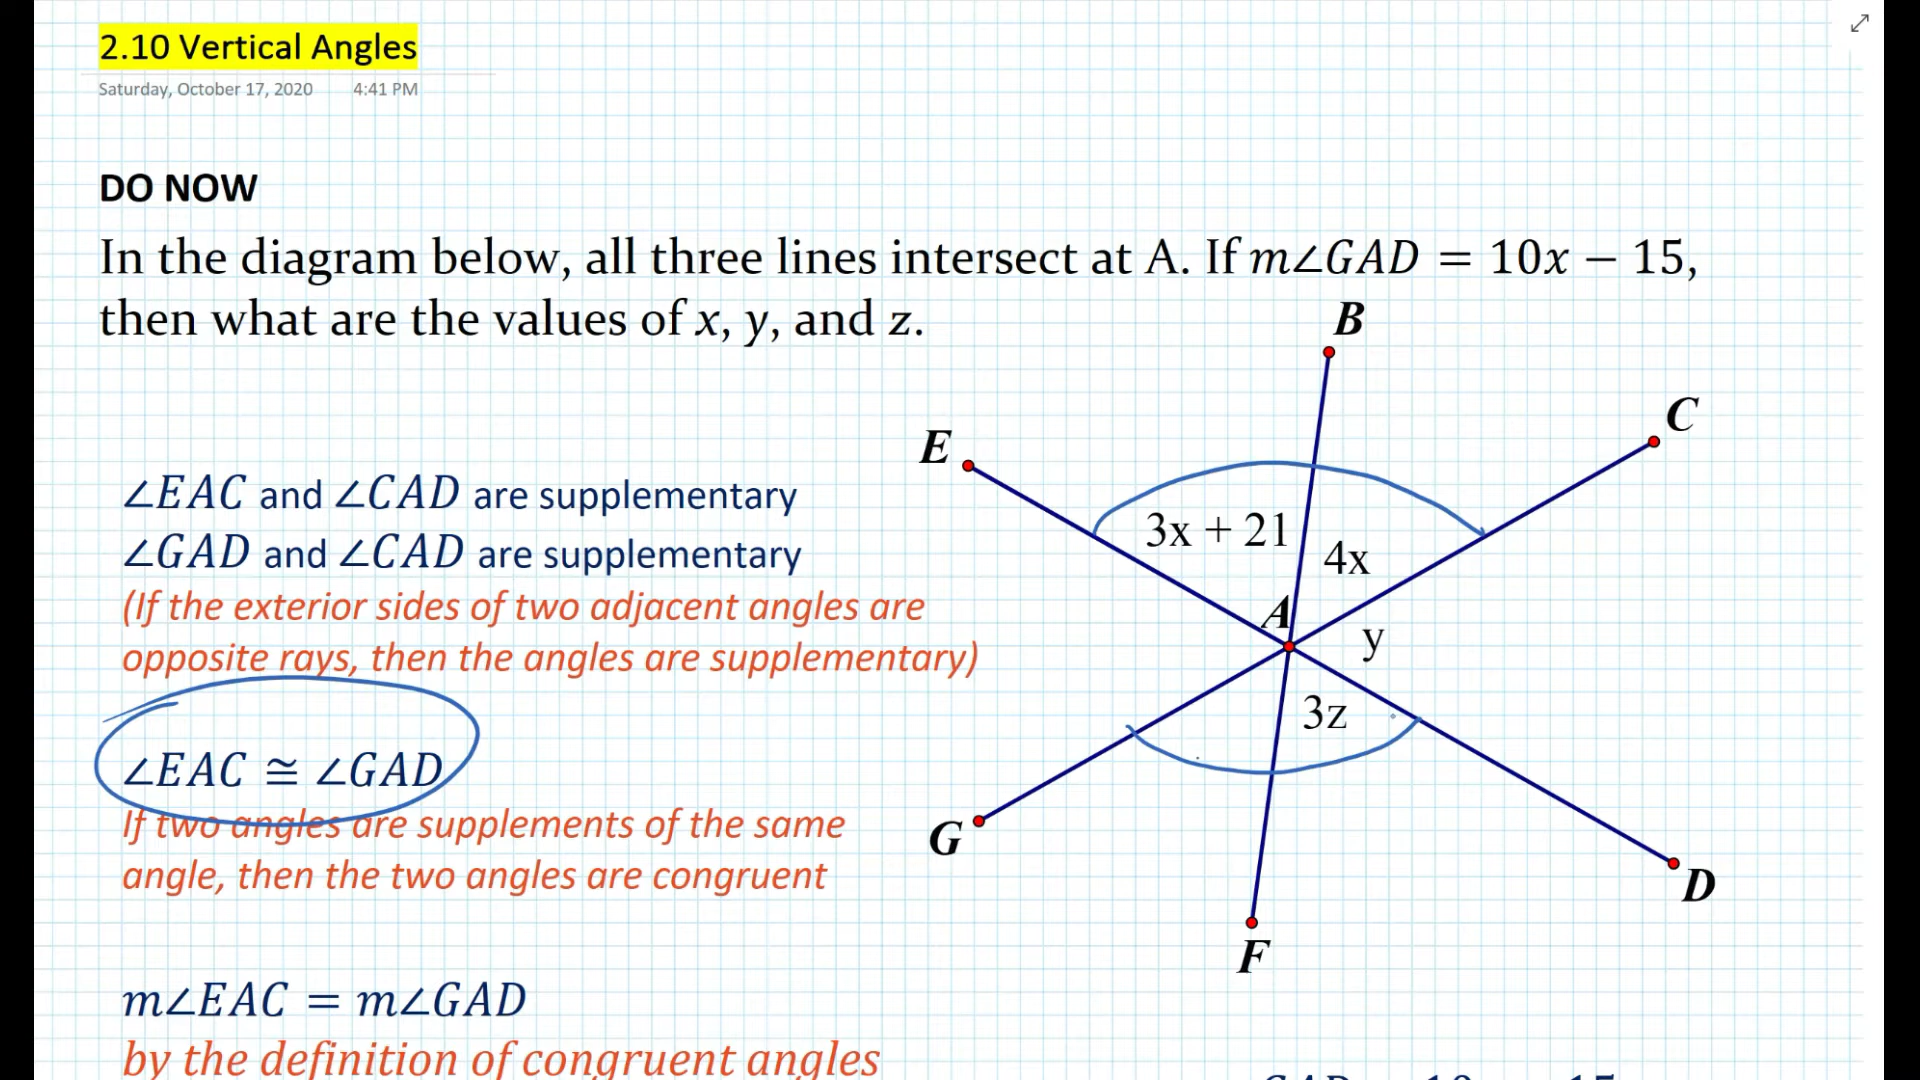 2.10 Vertical Angles
Saturday, October 17, 2020 4:41 PM
DO NOW
In the diagram below, all three lines intersect at A. If m∠GAD = 10x − 15,
then what are the values of x, y, and z.
B
C
E
∠EAC and ∠CAD are supplementary
3x + 21
4x
∠GAD and ∠CAD are supplementary
(If the exterior sides of two adjacent angles are
A
y
opposite rays, then the angles are supplementary)
3z
∠EAC ≅ ∠GAD
If two angles are supplements of the same
G
angle, then the two angles are congruent
D
F
m∠EAC = m∠GAD
by the definition of congruent angles